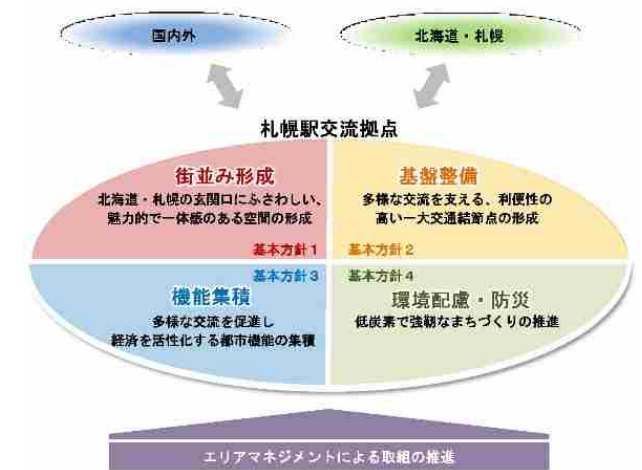 国内外
北海道・札幌
札幌駅交流拠点
街並み形成
北海道・札幌の玄関口にふさわしい、
魅力的で一体感のある空間の形成
基本方針1
基盤整備
多様な交流を支える、利便性の
高い一大交通結節点の形成
基本方針2
基本方針3
機能集積
多様な交流を促進し
経済を活性化する都市機能の集積
基本方針4
環境配慮・防災
低炭素で強靭なまちづくりの推進
エリアマネジメントによる取組の推進